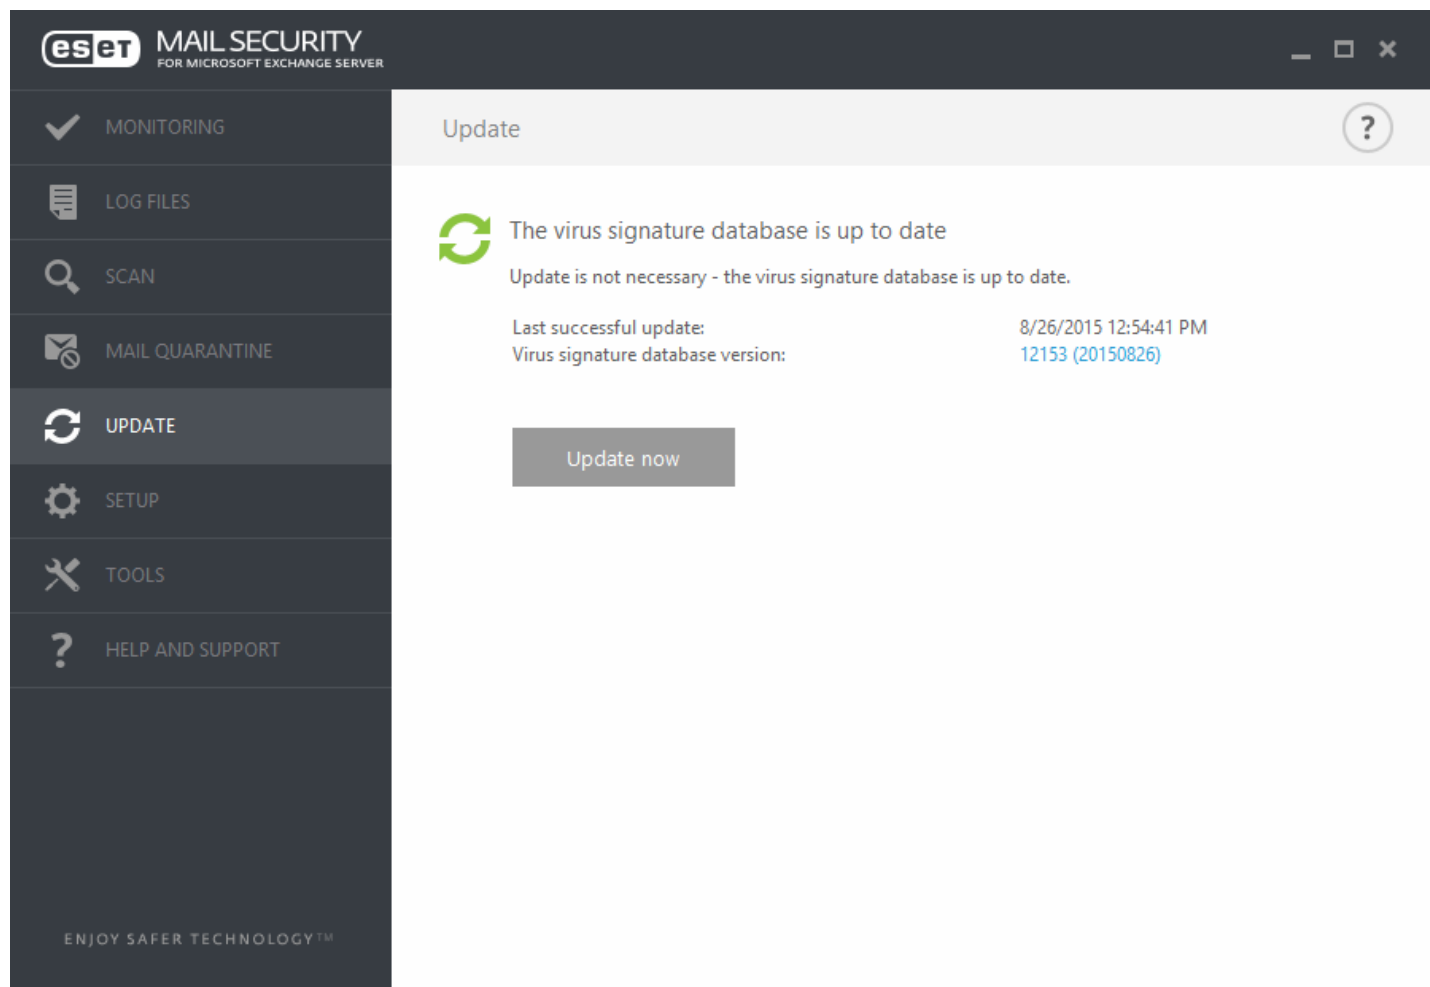 eset MAIL SECURITY
FOR MICROSOFT EXCHANGE SERVER
MONITORING
LOG FILES
SCAN
MAIL QUARANTINE
UPDATE
SETUP
TOOLS
HELP AND SUPPORT
ENJOY SAFER TECHNOLOGY™
Update
?
The virus signature database is up to date
Update is not necessary - the virus signature database is up to date.
Last successful update: 8/26/2015 12:54:41 PM
Virus signature database version: 12153 (20150826)
Update now